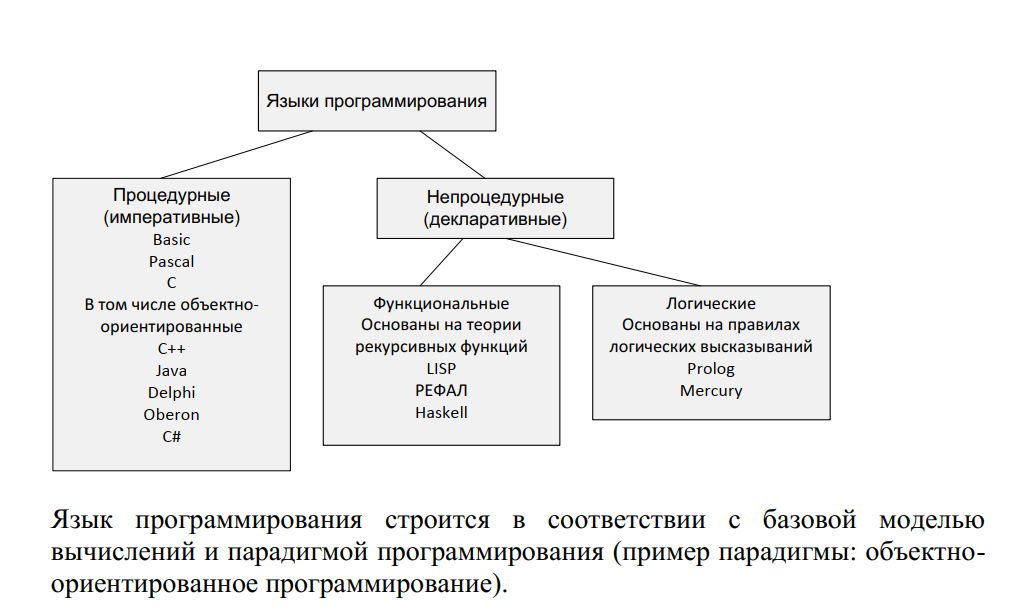 Языки программирования
Процедурные
(императивные)
Basic
Pascal
C
В том числе объектно-
ориентированные
C++
Java
Delphi
Oberon
C#
Непроцедурные
(декларативные)
Функциональные
Основаны на теории
рекурсивных функций
LISP
РЕФАЛ
Haskell
Логические
Основаны на правилах
логических высказываний
Prolog
Mercury
Язык программирования строится в соответствии с базовой моделью
вычислений и парадигмой программирования (пример парадигмы: объектно-
ориентированное программирование).